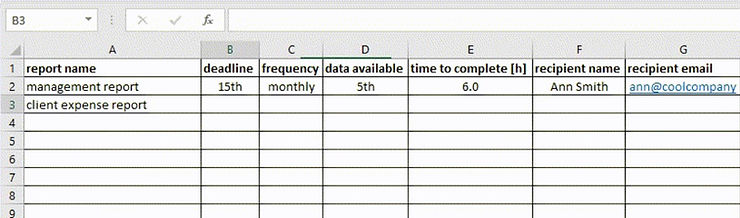 B3 fx
A B C D E F G
1 report name deadline frequency data available time to complete [h] recipient name recipient email
2 management report 15th monthly 5th 6.0 Ann Smith ann@coolcompany
3 client expense report
4
5
6
7
8
9